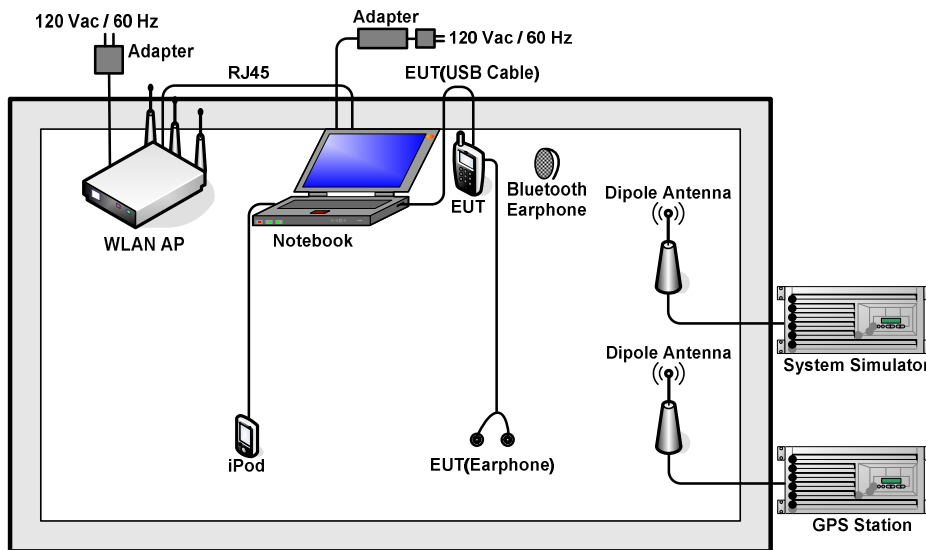 120 Vac / 60 Hz
Adapter
Adapter
120 Vac / 60 Hz
RJ45
EUT(USB Cable)
WLAN AP
Notebook
EUT
Bluetooth
Earphone
Dipole Antenna
System Simulator
Dipole Antenna
iPod
EUT(Earphone)
GPS Station